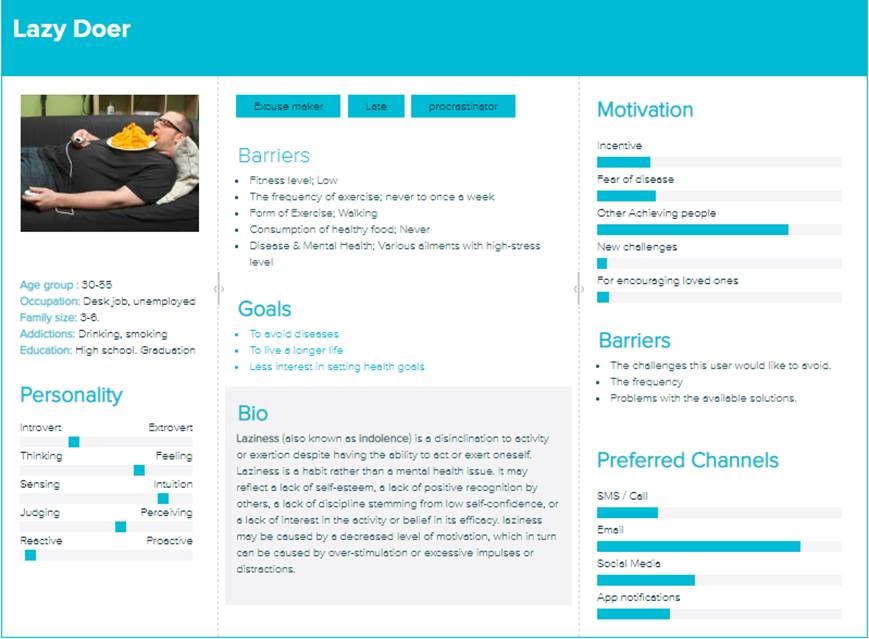 Lazy Doer
Age group : 30-55
Occupation: Desk job, unemployed
Family size: 3-6.
Addictions: Drinking, smoking
Education: High school. Graduation
Personality
Introvert Extrovert
Thinking Feeling
Sensing Intuition
Judging Perceiving
Reactive Proactive
Excuse maker Late procrastinator
Barriers
Fitness level; Low
The frequency of exercise; never to once a week
Form of Exercise; Walking
Consumption of healthy food; Never
Disease & Mental Health; Various ailments with high-stress
level
Goals
To avoid diseases
To live a longer life
Less interest in setting health goals
Bio
Laziness (also known as indolence) is a disinclination to activity
or exertion despite having the ability to act or exert oneself.
Laziness is a habit rather than a mental health issue. It may
reflect a lack of self-esteem, a lack of positive recognition by
others, a lack of discipline stemming from low self-confidence, or
a lack of interest in the activity or belief in its efficacy. laziness
may be caused by a decreased level of motivation, which in turn
can be caused by over-stimulation or excessive impulses or
distractions.
Motivation
Incentive
Fear of disease
Other Achieving people
New challenges
For encouraging loved ones
Barriers
The challenges this user would like to avoid.
The frequency
Problems with the available solutions.
Preferred Channels
SMS / Call
Email
Social Media
App notifications